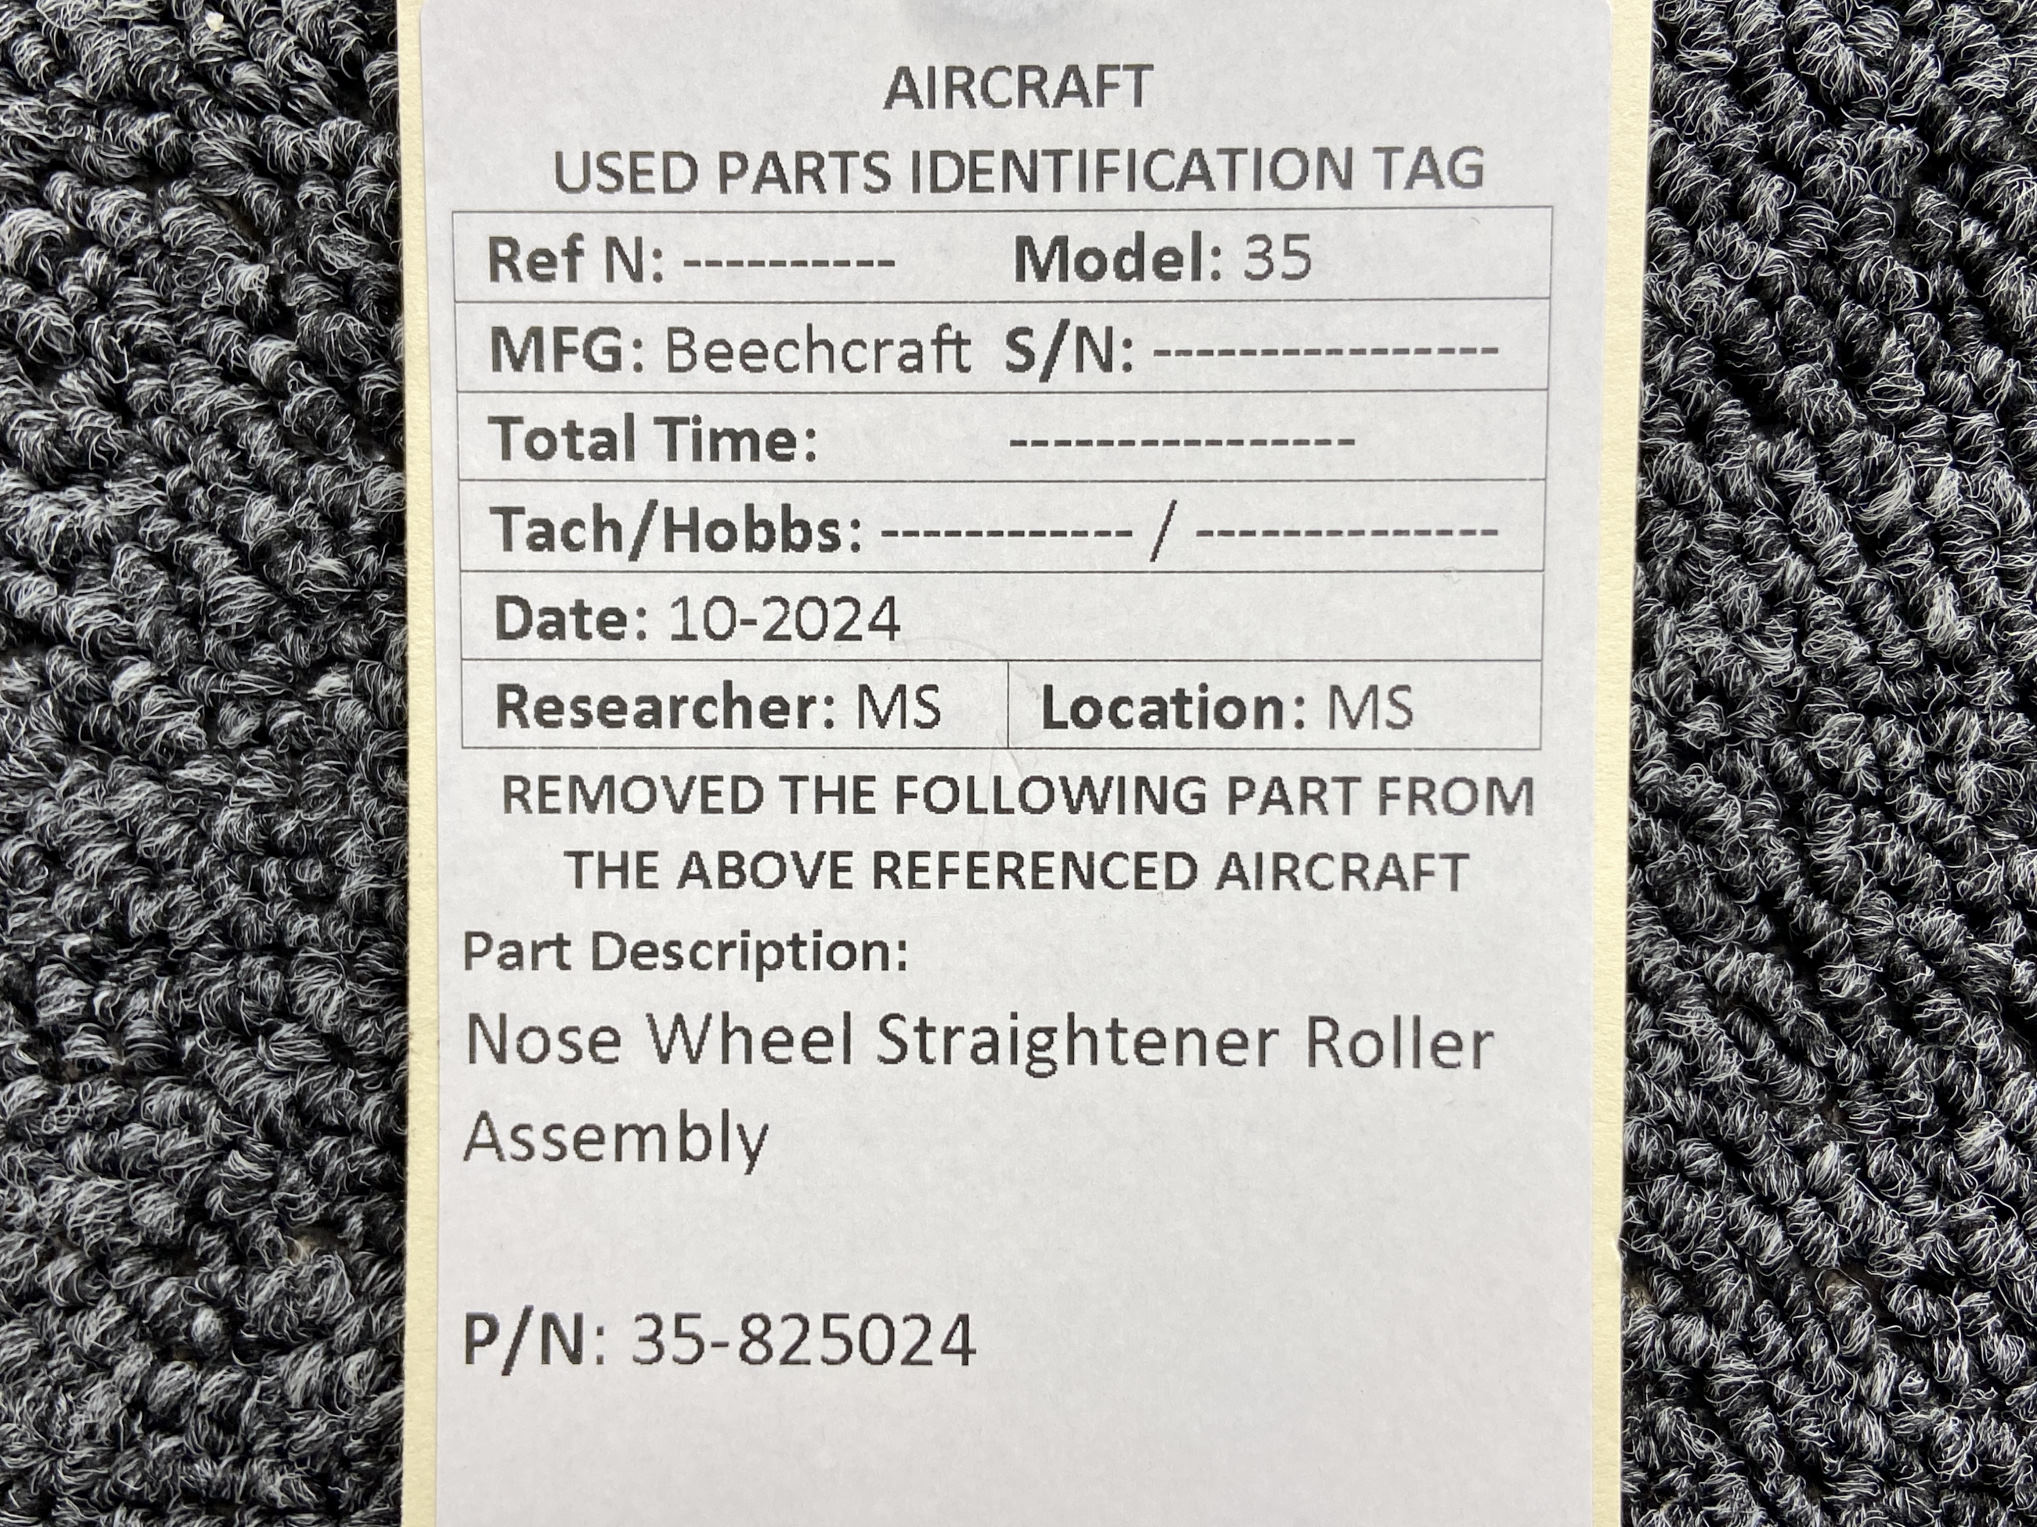 AIRCRAFT
USED PARTS IDENTIFICATION TAG
Ref N: ---------- Model: 35
MFG: Beechcraft S/N: ----------------
Total Time: ----------------
Tach/Hobbs: ------------ / --------------
Date: 10-2024
Researcher: MS Location: MS
REMOVED THE FOLLOWING PART FROM
THE ABOVE REFERENCED AIRCRAFT
Part Description:
Nose Wheel Straightener Roller
Assembly
P/N: 35-825024